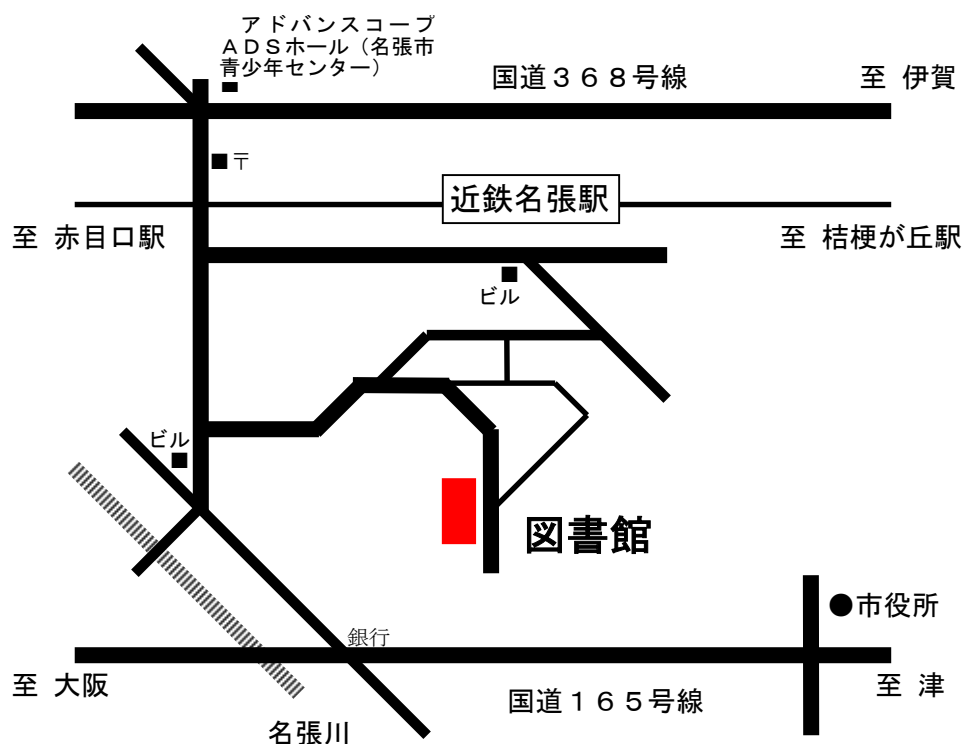 アドバンスコープ
ＡＤＳホール（名張市
青少年センター）
国道３６８号線
至 伊賀
〒
近鉄名張駅
至 赤目口駅
至 桔梗が丘駅
ビル
ビル
図書館
●市役所
銀行
至 大阪
国道１６５号線
至 津
名張川